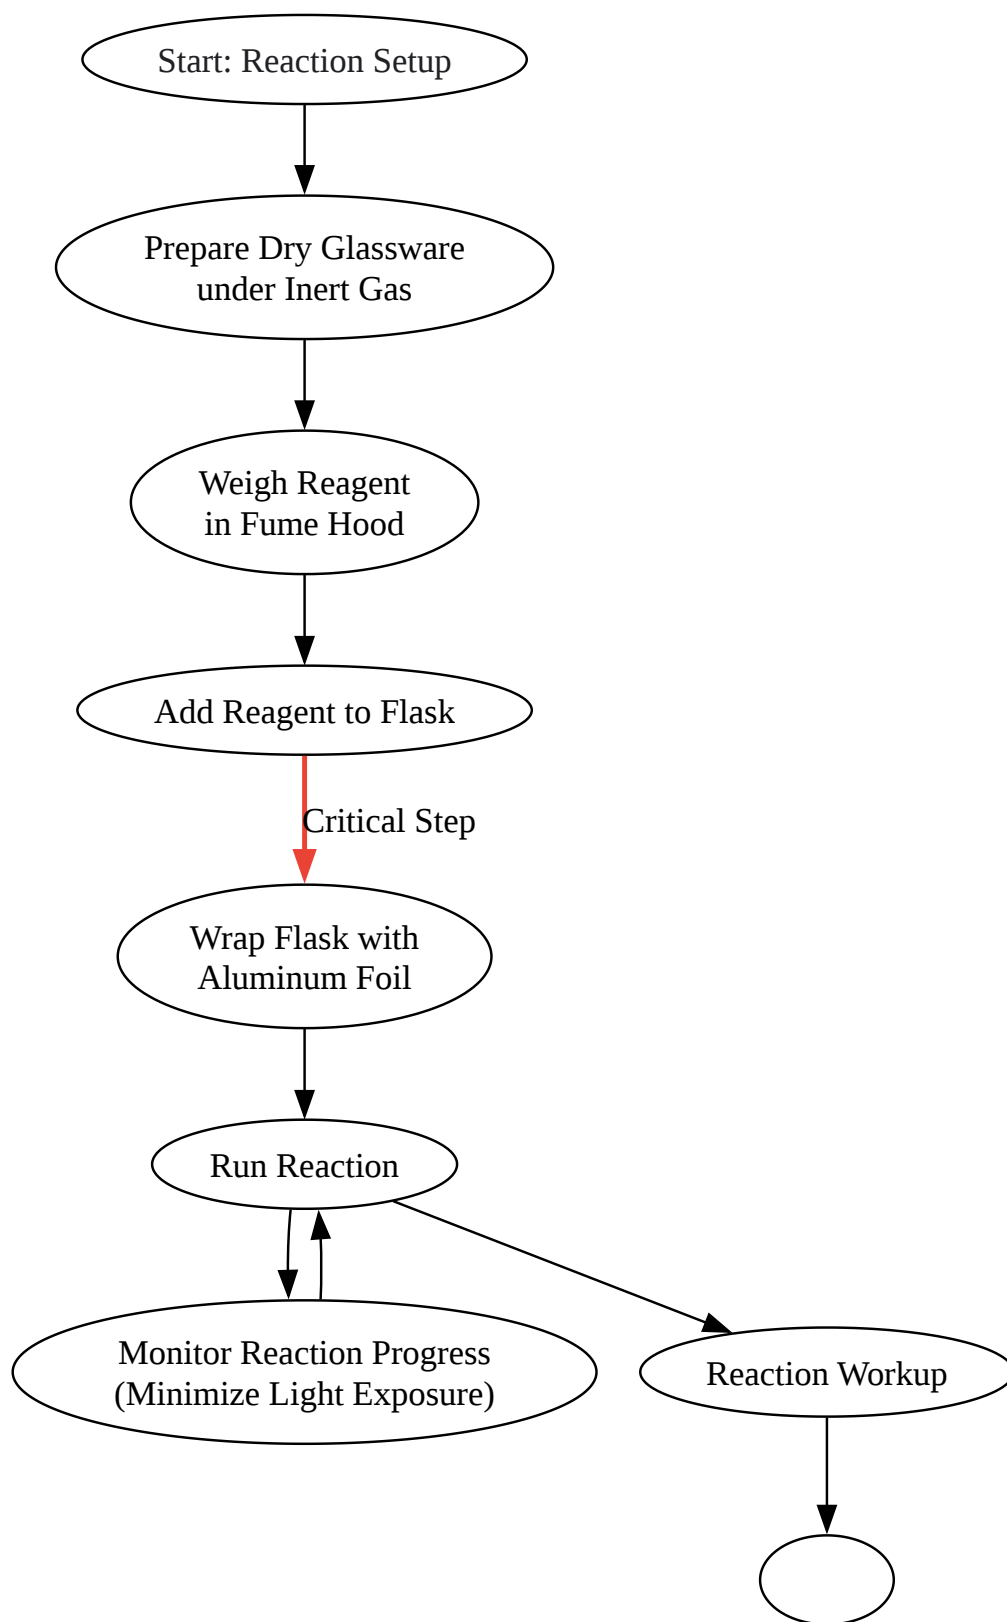 Start: Reaction Setup
Prepare Dry Glassware
under Inert Gas
Weigh Reagent
in Fume Hood
Add Reagent to Flask
Critical Step
Wrap Flask with
Aluminum Foil
Run Reaction
Monitor Reaction Progress
(Minimize Light Exposure)
Reaction Workup